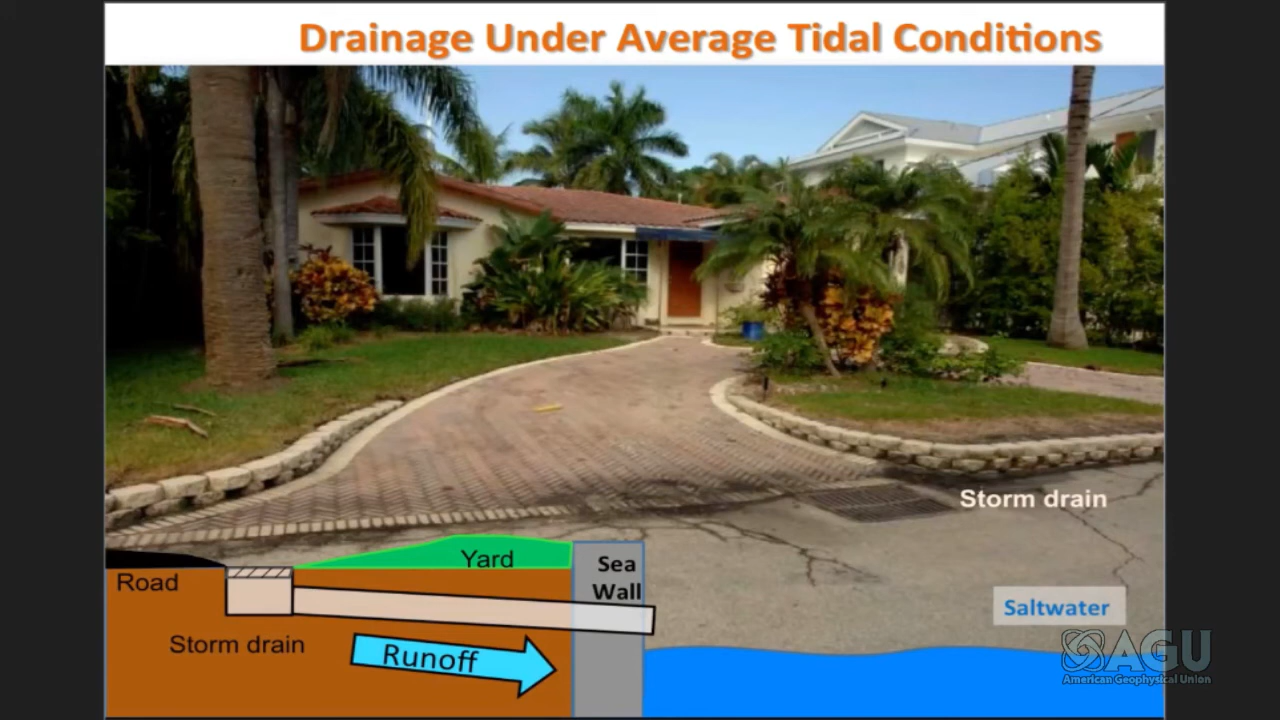 Drainage Under Average Tidal Conditions
Storm drain
Yard
Sea
Wall
Road
Saltwater
Storm drain
Runoff
AGU
American Geophysical Union